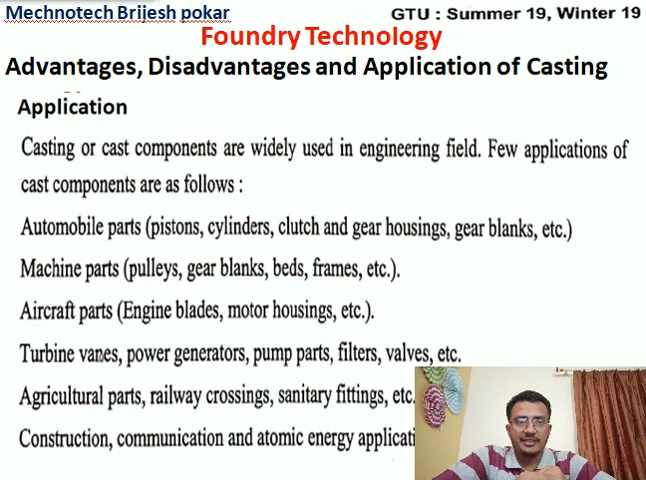 Mechnotech Brijesh pokar
GTU : Summer 19, Winter 19
Foundry Technology
Advantages, Disadvantages and Application of Casting
Application
Casting or cast components are widely used in engineering field. Few applications of
cast components are as follows :
Automobile parts (pistons, cylinders, clutch and gear housings, gear blanks, etc.)
Machine parts (pulleys, gear blanks, beds, frames, etc.).
Aircraft parts (Engine blades, motor housings, etc.).
Turbine vanes, power generators, pump parts, filters, valves, etc.
Agricultural parts, railway crossings, sanitary fittings, etc.
Construction, communication and atomic energy applicati